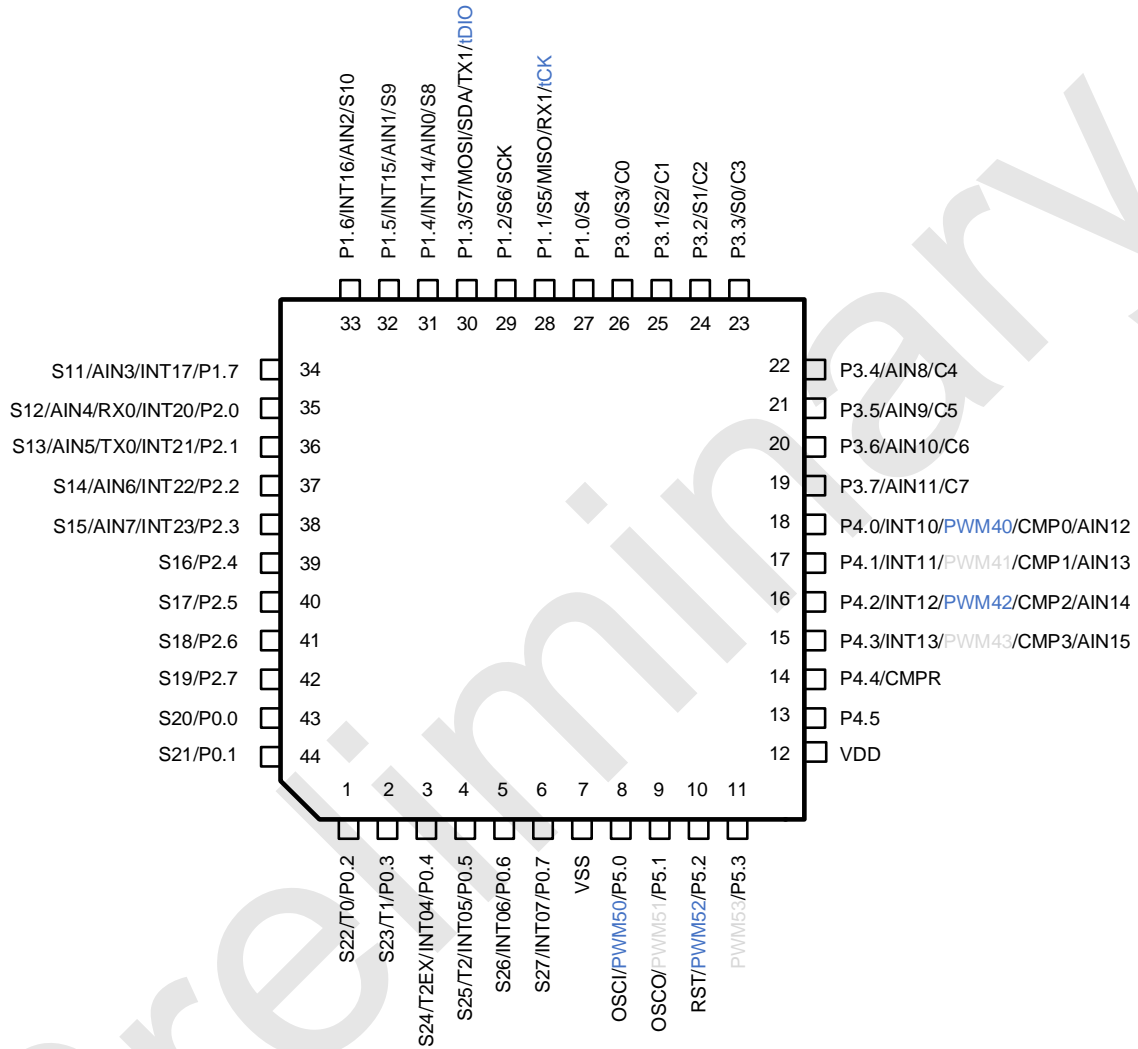 P1.6/INT16/AIN2/S10
P1.5/INT15/AIN1/S9
P1.4/INT14/AIN0/S8
P1.3/S7/MOSI/SDA/TX1/tDIO
P1.2/S6/SCK
P1.1/S5/MISO/RX1/tCK
P1.0/S4
P3.0/S3/C0
P3.1/S2/C1
P3.2/S1/C2
P3.3/S0/C3
33 32 31 30 29 28 27 26 25 24 23
S11/AIN3/INT17/P1.7 34 22 P3.4/AIN8/C4
S12/AIN4/RX0/INT20/P2.0 35 21 P3.5/AIN9/C5
S13/AIN5/TX0/INT21/P2.1 36 20 P3.6/AIN10/C6
S14/AIN6/INT22/P2.2 37 19 P3.7/AIN11/C7
S15/AIN7/INT23/P2.3 38 18 P4.0/INT10/PWM40/CMP0/AIN12
S16/P2.4 39 17 P4.1/INT11/PWM41/CMP1/AIN13
S17/P2.5 40 16 P4.2/INT12/PWM42/CMP2/AIN14
S18/P2.6 41 15 P4.3/INT13/PWM43/CMP3/AIN15
S19/P2.7 42 14 P4.4/CMPR
S20/P0.0 43 13 P4.5
S21/P0.1 44 12 VDD
1 2 3 4 5 6 7 8 9 10 11
S22/T0/P0.2
S23/T1/P0.3
S24/T2EX/INT04/P0.4
S25/T2/INT05/P0.5
S26/INT06/P0.6
S27/INT07/P0.7
VSS
OSCI/PWM50/P5.0
OSCO/PWM51/P5.1
RST/PWM52/P5.2
PWM53/P5.3
Preliminary